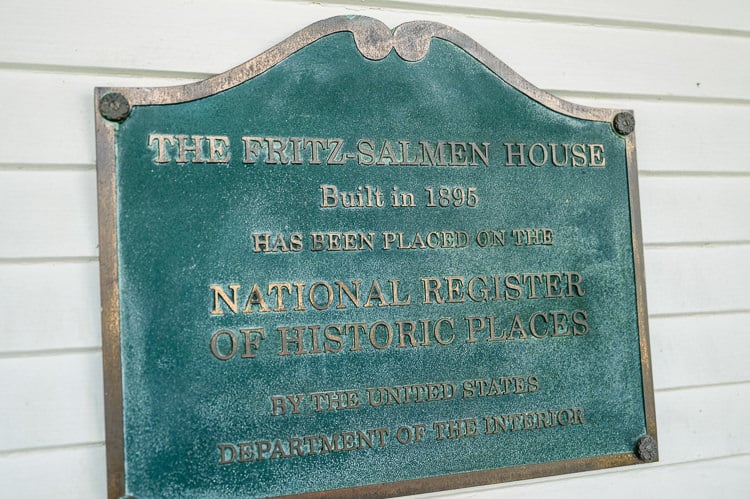 THE FRITZ-SALMEN HOUSE
Built in 1895
HAS BEEN PLACED ON THE
NATIONAL REGISTER
OF HISTORIC PLACES
BY THE UNITED STATES
DEPARTMENT OF THE INTERIOR